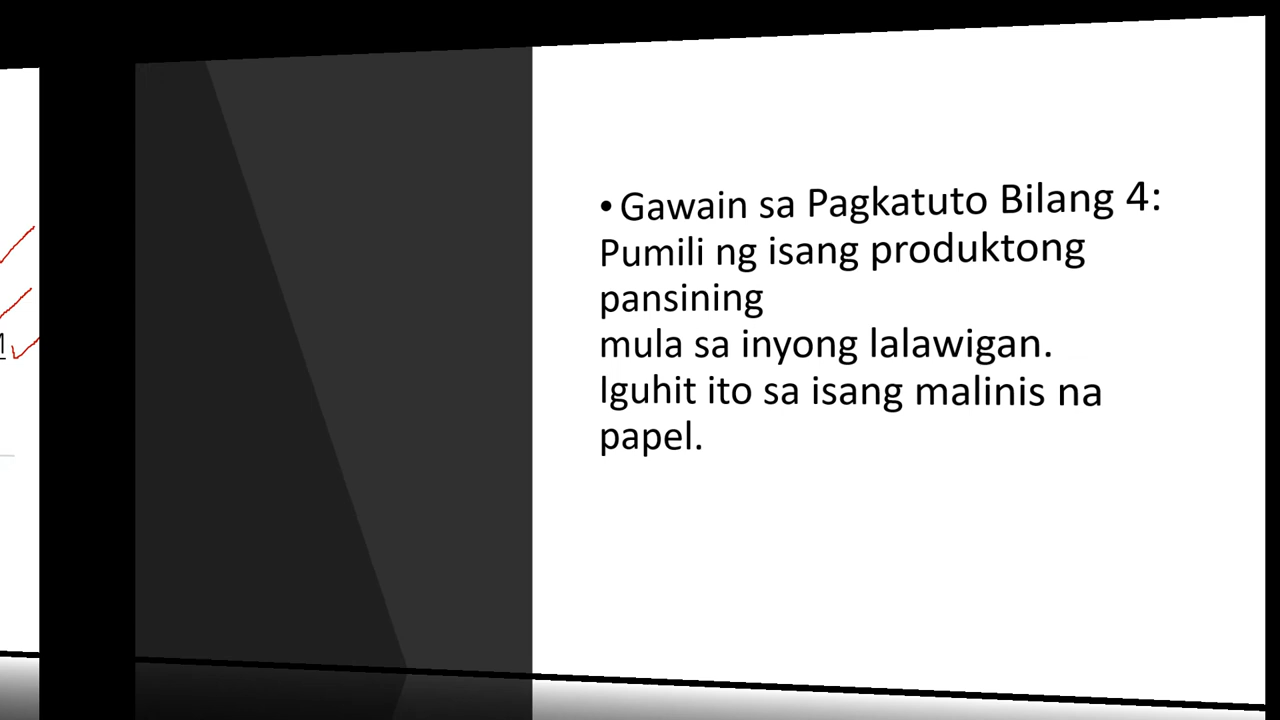 • Gawain sa Pagkatuto Bilang 4:
Pumili ng isang produktong
pansining
mula sa inyong lalawigan.
Iguhit ito sa isang malinis na
papel.